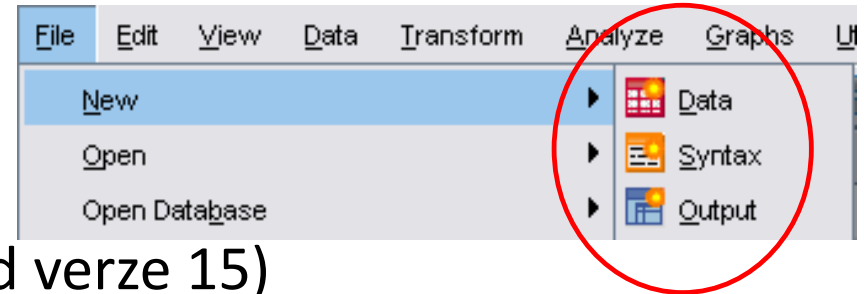 File Edit View Data Transform Analyze Graphs
New Data
Open Syntax
Open Database Output
verze 15)